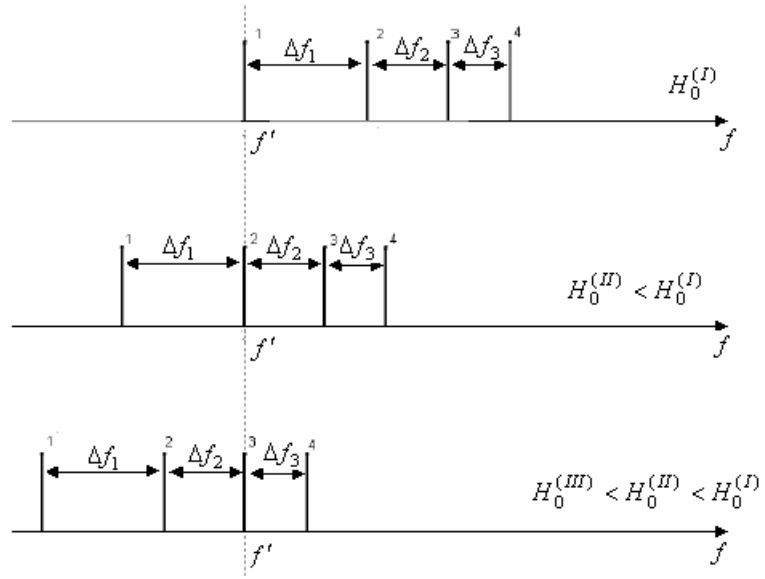 1 Δf₁ 2 Δf₂ 3 Δf₃ 4
H₀⁽ᴵ⁾
f' f
1 Δf₁ 2 Δf₂ 3 Δf₃ 4
H₀⁽ᴵᴵ⁾ < H₀⁽ᴵ⁾
f' f
1 Δf₁ 2 Δf₂ 3 Δf₃ 4
H₀⁽ᴵᴵᴵ⁾ < H₀⁽ᴵᴵ⁾ < H₀⁽ᴵ⁾
f' f